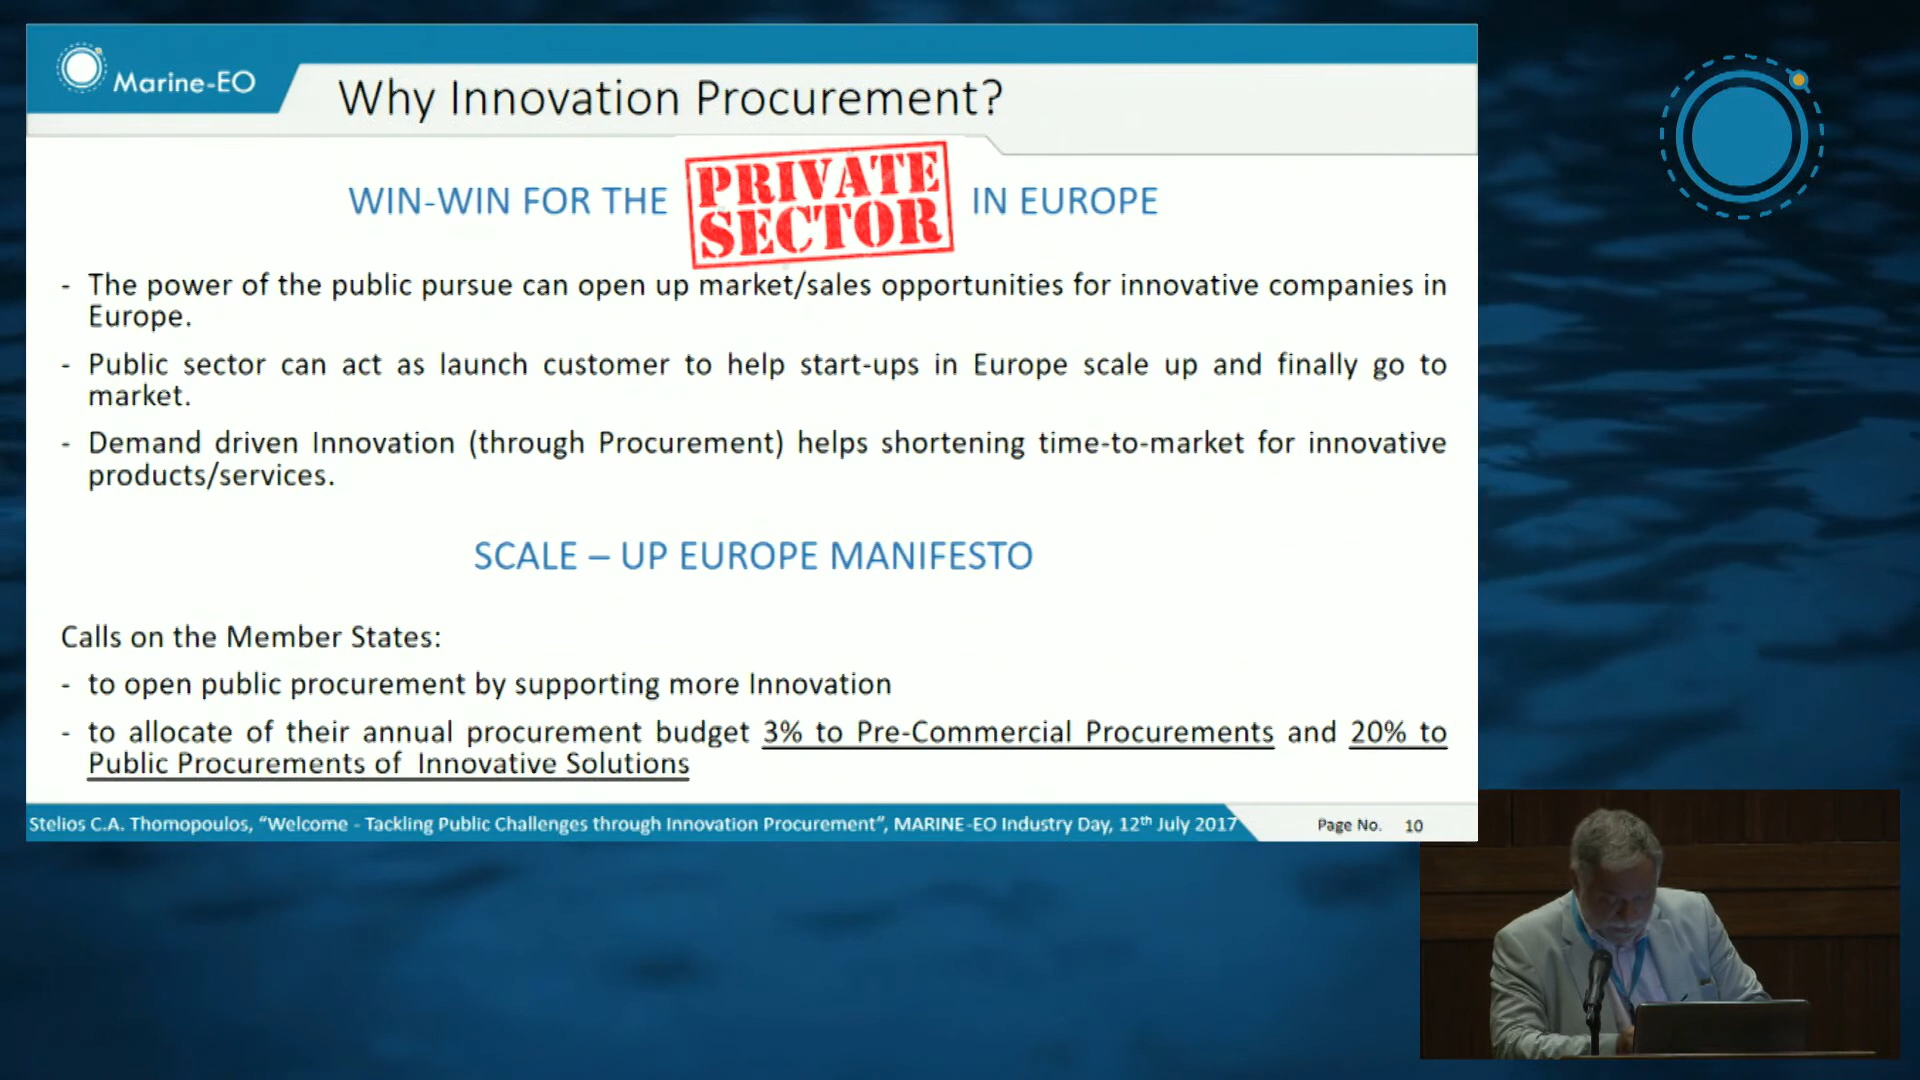 Marine-EO
Why Innovation Procurement?
WIN-WIN FOR THE PRIVATE SECTOR IN EUROPE
- The power of the public pursue can open up market/sales opportunities for innovative companies in
Europe.
- Public sector can act as launch customer to help start-ups in Europe scale up and finally go to
market.
- Demand driven Innovation (through Procurement) helps shortening time-to-market for innovative
products/services.
SCALE – UP EUROPE MANIFESTO
Calls on the Member States:
- to open public procurement by supporting more Innovation
- to allocate of their annual procurement budget 3% to Pre-Commercial Procurements and 20% to
Public Procurements of Innovative Solutions
Stelios C.A. Thomopoulos, “Welcome - Tackling Public Challenges through Innovation Procurement”, MARINE-EO Industry Day, 12th July 2017
Page No. 10